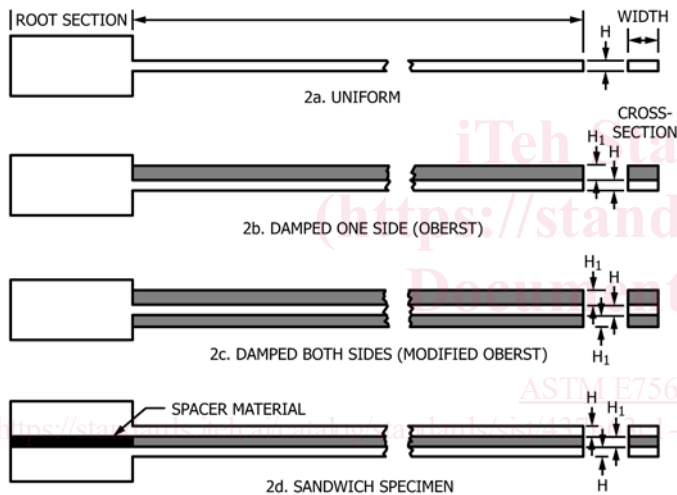 ROOT SECTION
H
WIDTH
2a. UNIFORM
CROSS-
SECTION
iTeh Sta
H1
H
2b. DAMPED ONE SIDE (OBERST)
(https://stand
H1
H
Document
2c. DAMPED BOTH SIDES (MODIFIED OBERST)
H1
ASTM E756
SPACER MATERIAL
H
H1
2d. SANDWICH SPECIMEN
H